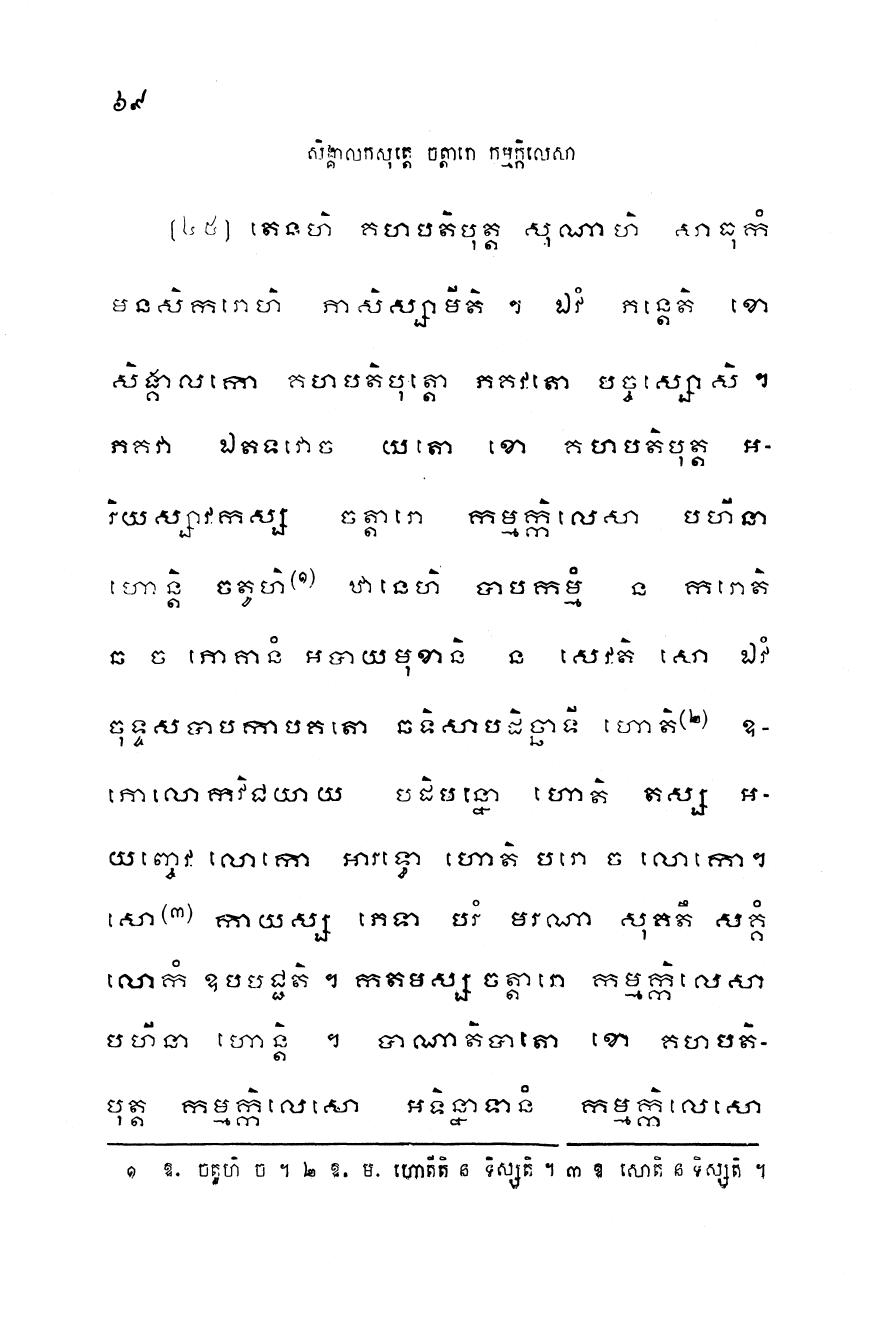 ៦៩
សិង្គាលកសុត្តេ ចត្តារោ កម្មក្កិលេសា
(៤៥) តេនហិ គហបតិបុត្ត សុណាហិ សាធុកំ
មនសិករោហិ ភាសិស្សាមីតិ ។ ឯវំ ភន្តេតិ ខោ
សិង្គាលកោ គហបតិបុត្តោ ភគវតោ បច្ចស្សោសិ ។
ភគវា ឯតទវោច យតោ ខោ គហបតិបុត្ត អ-
រិយស្សាវកស្ស ចត្តារោ កម្មក្កិលេសា បហីនា
ហោន្តិ ចតូហិ(១) ឋានេហិ បាបកម្មំ ន ករោតិ
ឆ ច ភោគានំ អបាយមុខានិ ន សេវតិ សោ ឯវំ
ចុទ្ទសបាបកាបគតោ ឆទិសាបដិច្ឆាទី ហោតិ(២) ឧ-
ភោលោកវិជយាយ បដិបន្នោ ហោតិ តស្ស អ-
យញ្ចេវ លោកោ អារទ្ធោ ហោតិ បរោ ច លោកោ។
សោ(៣) កាយស្ស ភេទា បរំ មរណា សុគតឹ សគ្គំ
លោកំ ឧបបជ្ជតិ ។ កតមស្ស ចត្តារោ កម្មក្កិលេសា
បហីនា ហោន្តិ ។ បាណាតិបាតោ ខោ គហបតិ-
បុត្ត កម្មក្កិលេសោ អទិន្នាទានំ កម្មក្កិលេសោ
១ ឱ. ចតូហិ ច ។ ២ ឱ. ម. ហោតីតិ ន ទិស្សតិ ។ ៣ ឱ សោតិ ន ទិស្សតិ ។